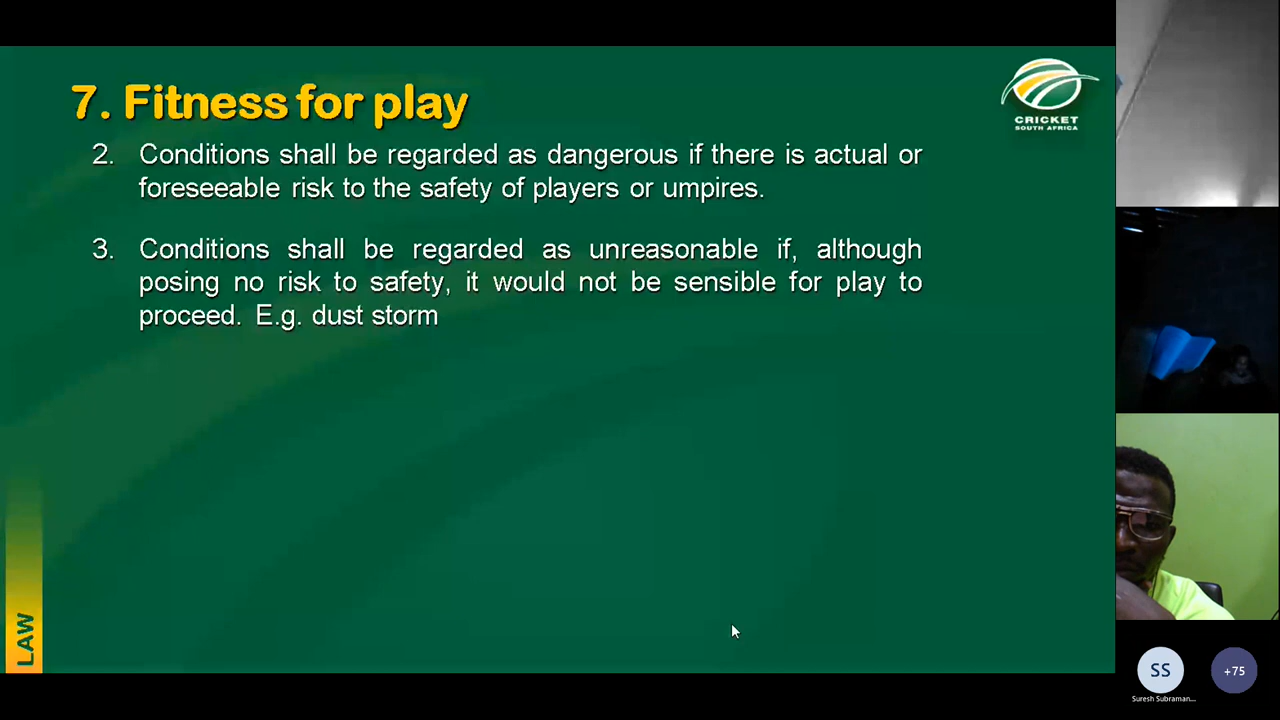 7. Fitness for play
CRICKET
SOUTH AFRICA
2. Conditions shall be regarded as dangerous if there is actual or
foreseeable risk to the safety of players or umpires.
3. Conditions shall be regarded as unreasonable if, although
posing no risk to safety, it would not be sensible for play to
proceed. E.g. dust storm
LAW
SS
+75
Suresh Subraman...